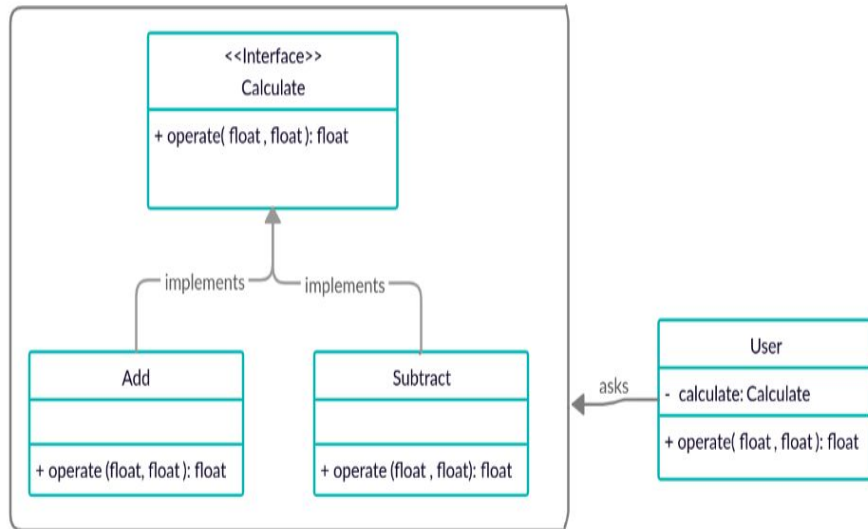 <<Interface>>
Calculate
+ operate( float , float ): float
implements
implements
Add
+ operate (float, float ): float
Subtract
+ operate (float , float): float
asks
User
- calculate: Calculate
+ operate( float , float ): float